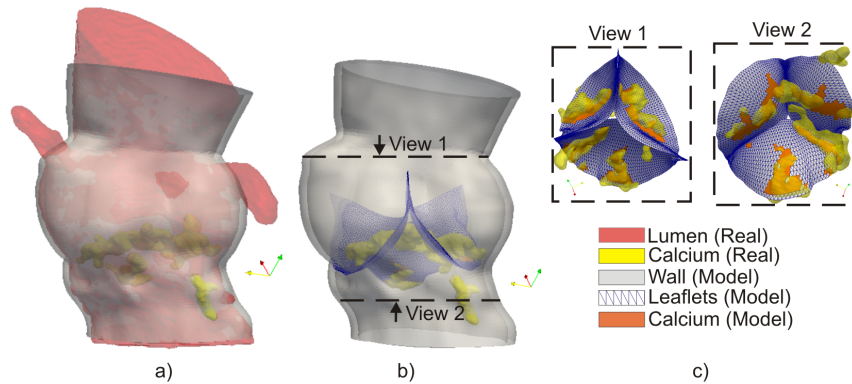 View 1
View 2
View 1
View 2
Lumen (Real)
Calcium (Real)
Wall (Model)
Leaflets (Model)
Calcium (Model)
a)
b)
c)